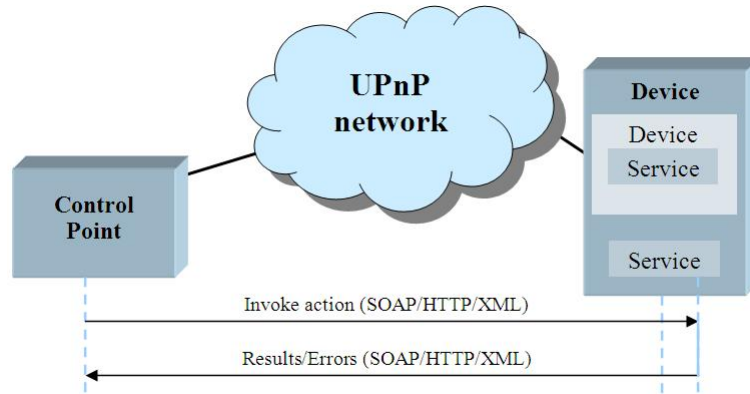 UPnP
network
Device
Device
Service
Control
Point
Service
Invoke action (SOAP/HTTP/XML)
Results/Errors (SOAP/HTTP/XML)